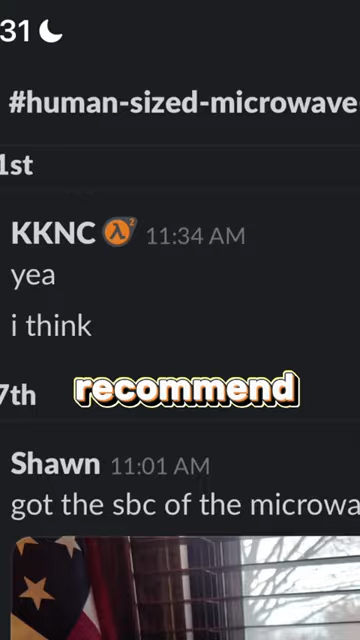 31
#human-sized-microwave
1st
KKNC 11:34 AM
yea
i think
7th
recommend
Shawn 11:01 AM
got the sbc of the microwa